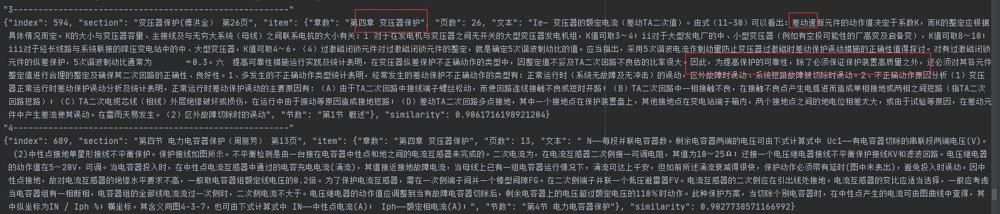 "3-------------------------------------------------------"
{"index": 594, "section": "变压器保护(傅洪全) 第26页", "item": {"章数": "第四章 变压器保护", "页数": 26, "文本": "Ie— 变压器的额定电流（差动TA二次值）。由式（11-30）可以看出：差动速断元件的动作值决定于系数K，而K的整定应根据
具体情况而定。K的大小与变压器容量、主接线及与无穷大系统（母线）之间联系电抗的大小有关：i 对于在发电机与变压器之间无开关的大型变压器发电机组，K值可取3～4；ii对于大型发电厂的中、小型变压器（例如有空投可能性的厂高变及启备变），K值可取8～10；
iii对于经长线路与系统联接的降压变电站中的中、大型变压器，K值可取4～6。（4）过激磁闭锁元件对过激磁闭锁元件的整定，就是确定5次谐波制动比的值。应当指出，采用5次谐波电流作制动量防止变压器过激磁时差动保护误动措施的正确性值得探讨。对有过激磁闭锁
元件的纵差保护，5次谐波制动比通常为      ＝0.3。六  提高可靠性措施运行实践及统计表明，在变压器纵差保护不正确动作的类型中，因整定值不妥及TA二次回路不良估的比率很大。因此，为提高保护的可靠性，除了必须保证保护装置高质量之外，还必须对其各元件
整定值进行合理的整定及确保其二次回路的正确性、良好性。1、多发生的不正确动作类型统计表明，经常发生的差动保护不正确动作的类型有：正常运行时（系统无故障及无冲击）的误动，区外故障时误动、系统短路故障被切除时误动。2、不正确动作原因分析（1）变压
器正常运行时差动保护误动分析及统计表明，正常运行时差动保护误动的主要原因有：（A）由于TA二次回路中接线端子螺丝松动，而使回路连线接触不良或短时开路；（B）TA二次回路中一相接触不良，在接触不良点产生电弧进而造成单相接地或两相之间短路（指TA二次
回路短路）；（C）TA二次电缆芯线（相线）外层绝缘破坏或损伤，在运行中由于振动等原因造成接地短路；（D）差动TA二次回路多点接地，其中一个接地点在保护装置盘上，其他接地点在变电站端子箱内，两个接地点之间的地电位相差太大，或由于试验等原因，在差动元
件中产生差流使其误动。在雷雨天易发生。（2）区外故障切除时的误动", "节数": "第1节 概述"}, "similarity": 0.9061716198921204}
"4-------------------------------------------------------"
{"index": 689, "section": "第四节 电力电容器保护（周丽芳） 第13页", "item": {"章数": "第四章 变压器保护", "页数": 13, "文本": " N——每段并联电容器数。剩余电容器两端的电压可由下式计算式中 Uc1——有电容器切除的串联段两端电压(V)。
(2)中性点接地单星形接线不平衡保护。保护接线如图所示。不平衡检测是由一台接在电容器中性点和地之间的电流互感器来完成的。二次电流为，在电流互感器二次侧接一可调电阻，其值为10～25Ω；还接一个电压继电器接线不平衡保护接线KV和滤波回路。电压继电器
的动作值在5～20V，可调。当电容器投入时，在中性点电流互感器中通过的电容充电电流(涌流)，其值接近接地故障电流，当母线上已有一组电容器运行情况下，涌流可达上千安，但如前所述涌流衰减得很快，保护动作必须带有延时(图中未表出)，避免投入时误动。因中
性点接地，故对电流互感器的绝缘水平要求不高，一般取电容器组额定线电压的0.2倍。为了保护电流互感器，需在一次侧端子间并一个棒型间隙FG。在二次侧端子并联一个低压避雷器FV。电流互感器的二次侧应在引出线处接地。电流互感器的变比应适当选择，一般应考虑
当电容器组有一相断相，电容器组的全部线电流流过一次侧时，二次侧电流不大于。电压继电器的动作值应调整到当有故障电容器切除后，剩余电容器上的电压超过额定电压的110％时动作。此种保护方案，当切除个别电容器时，在中性点产生的电流可由图曲线中查得，其
中纵坐标为IN / Iph %；横坐标。其含义同图4-3-7，也可由下式计算式中 IN——中性点电流(A)； Iph——额定相电流(A)；", "节数": "第4节 电力电容器保护"}, "similarity": 0.9027738571166992}